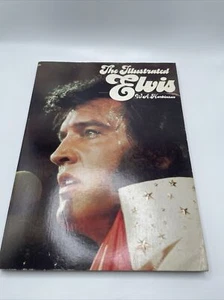 The Illustrated
Elvis
W.A. Harbinson